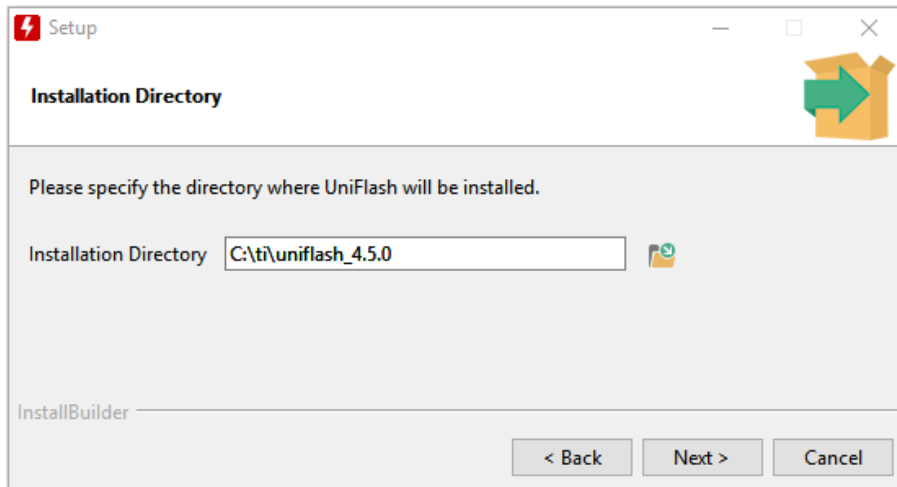 Setup
Installation Directory
Please specify the directory where UniFlash will be installed.
Installation Directory C:\ti\uniflash_4.5.0
InstallBuilder
< Back Next > Cancel